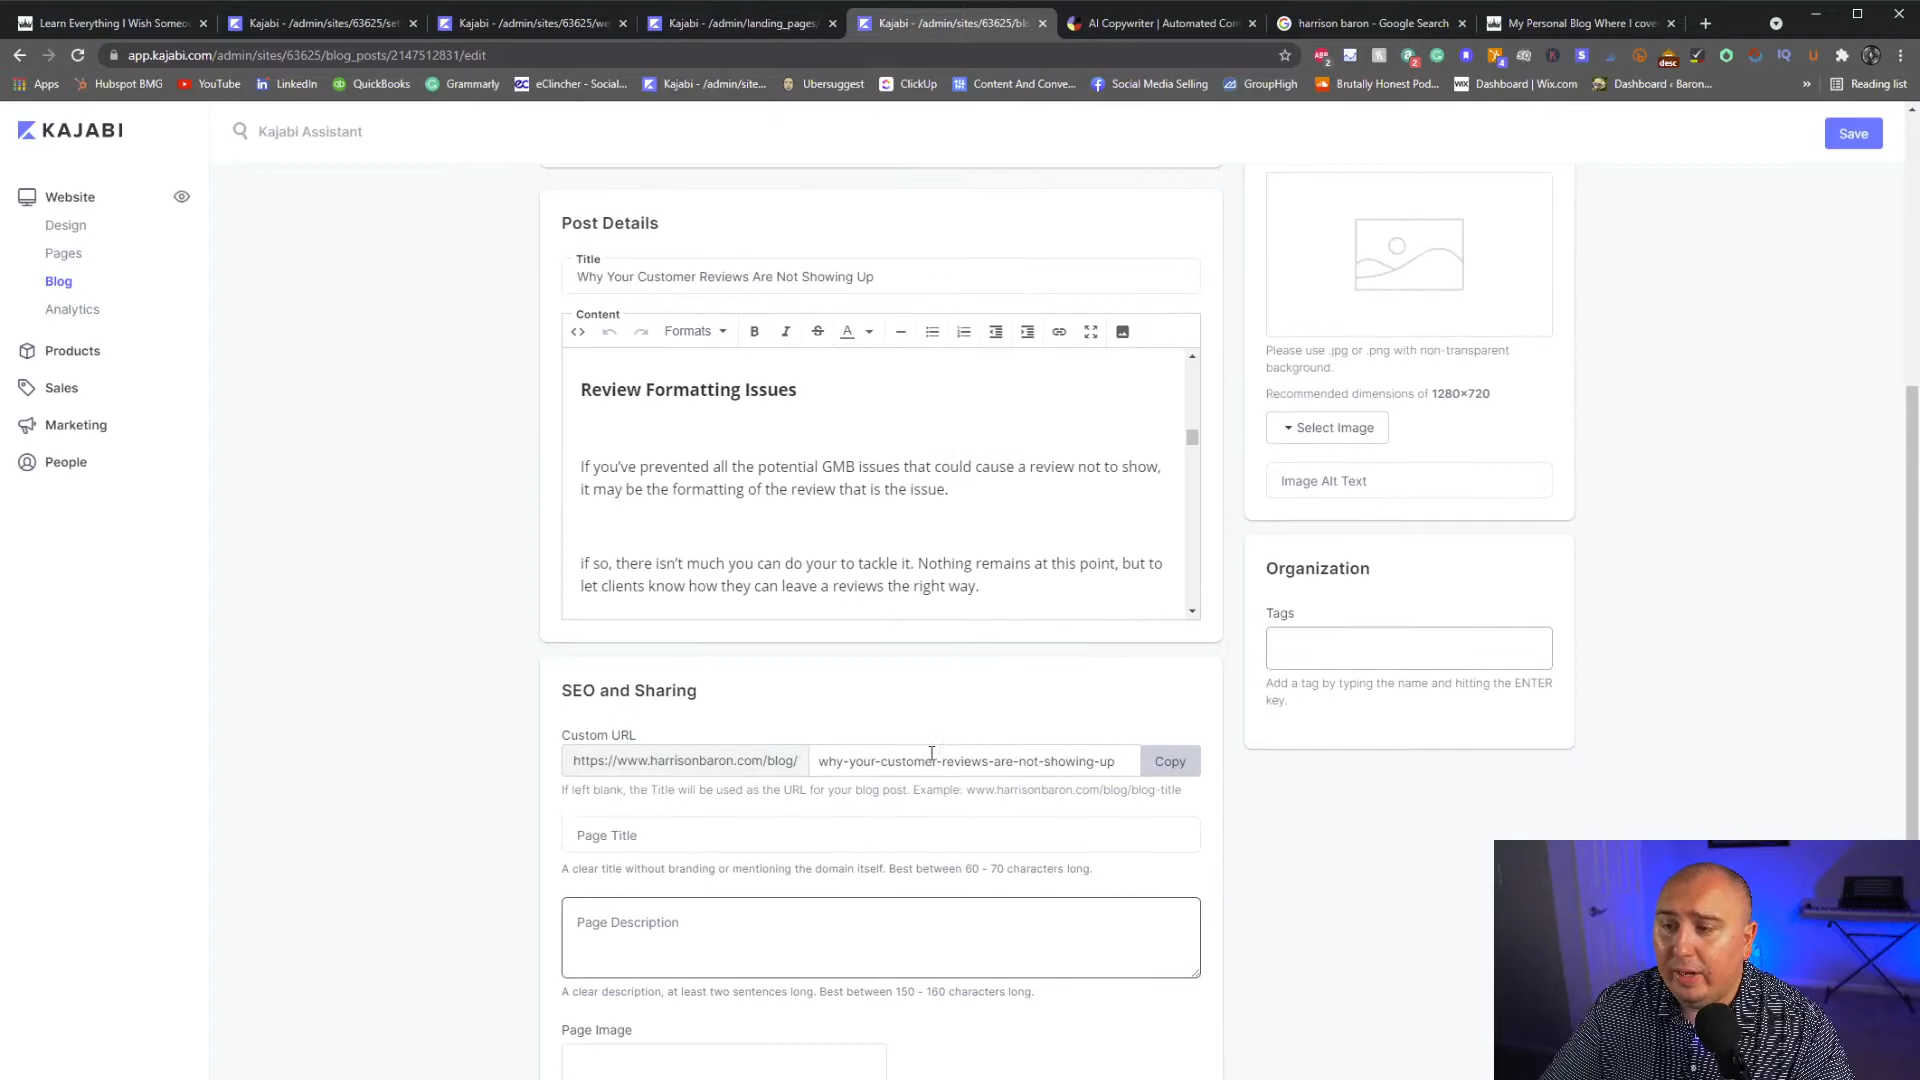 Learn Everything I Wish Someo
Kajabi - /admin/sites/63625/set
Kajabi - /admin/sites/63625/we
Kajabi - /admin/landing_pages/
Kajabi - /admin/sites/63625/blo
AI Copywriter | Automated Con
harrison baron - Google Search
My Personal Blog Where I cove
app.kajabi.com/admin/sites/63625/blog_posts/2147512831/edit
Apps
Hubspot BMG
YouTube
LinkedIn
QuickBooks
Grammarly
eClincher - Social...
Kajabi - /admin/site...
Ubersuggest
ClickUp
Content And Conve...
Social Media Selling
GroupHigh
Brutally Honest Pod...
Dashboard | Wix.com
Dashboard ‹ Baron...
Reading list
KAJABI
Kajabi Assistant
Save
Website
Design
Pages
Blog
Analytics
Products
Sales
Marketing
People
Post Details
Title
Why Your Customer Reviews Are Not Showing Up
Content
Formats
Review Formatting Issues
If you've prevented all the potential GMB issues that could cause a review not to show,
it may be the formatting of the review that is the issue.
if so, there isn't much you can do your to tackle it. Nothing remains at this point, but to
let clients know how they can leave a reviews the right way.
SEO and Sharing
Custom URL
https://www.harrisonbaron.com/blog/
why-your-customer-reviews-are-not-showing-up
Copy
If left blank, the Title will be used as the URL for your blog post. Example: www.harrisonbaron.com/blog/blog-title
Page Title
A clear title without branding or mentioning the domain itself. Best between 60 - 70 characters long.
Page Description
A clear description, at least two sentences long. Best between 150 - 160 characters long.
Page Image
Please use .jpg or .png with non-transparent
background.
Recommended dimensions of 1280×720
Select Image
Image Alt Text
Organization
Tags
Add a tag by typing the name and hitting the ENTER
key.